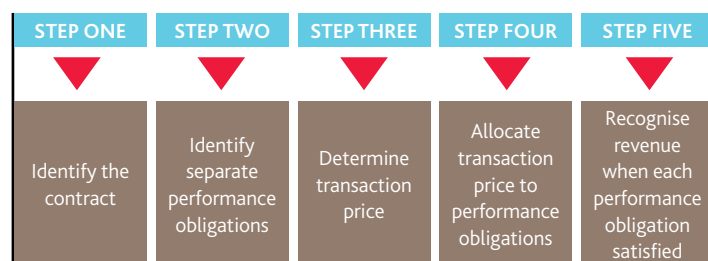 STEP ONE
STEP TWO
STEP THREE
STEP FOUR
STEP FIVE
Identify the
contract
Identify
separate
performance
obligations
Determine
transaction
price
Allocate
transaction
price to
performance
obligations
Recognise
revenue
when each
performance
obligation
satisfied